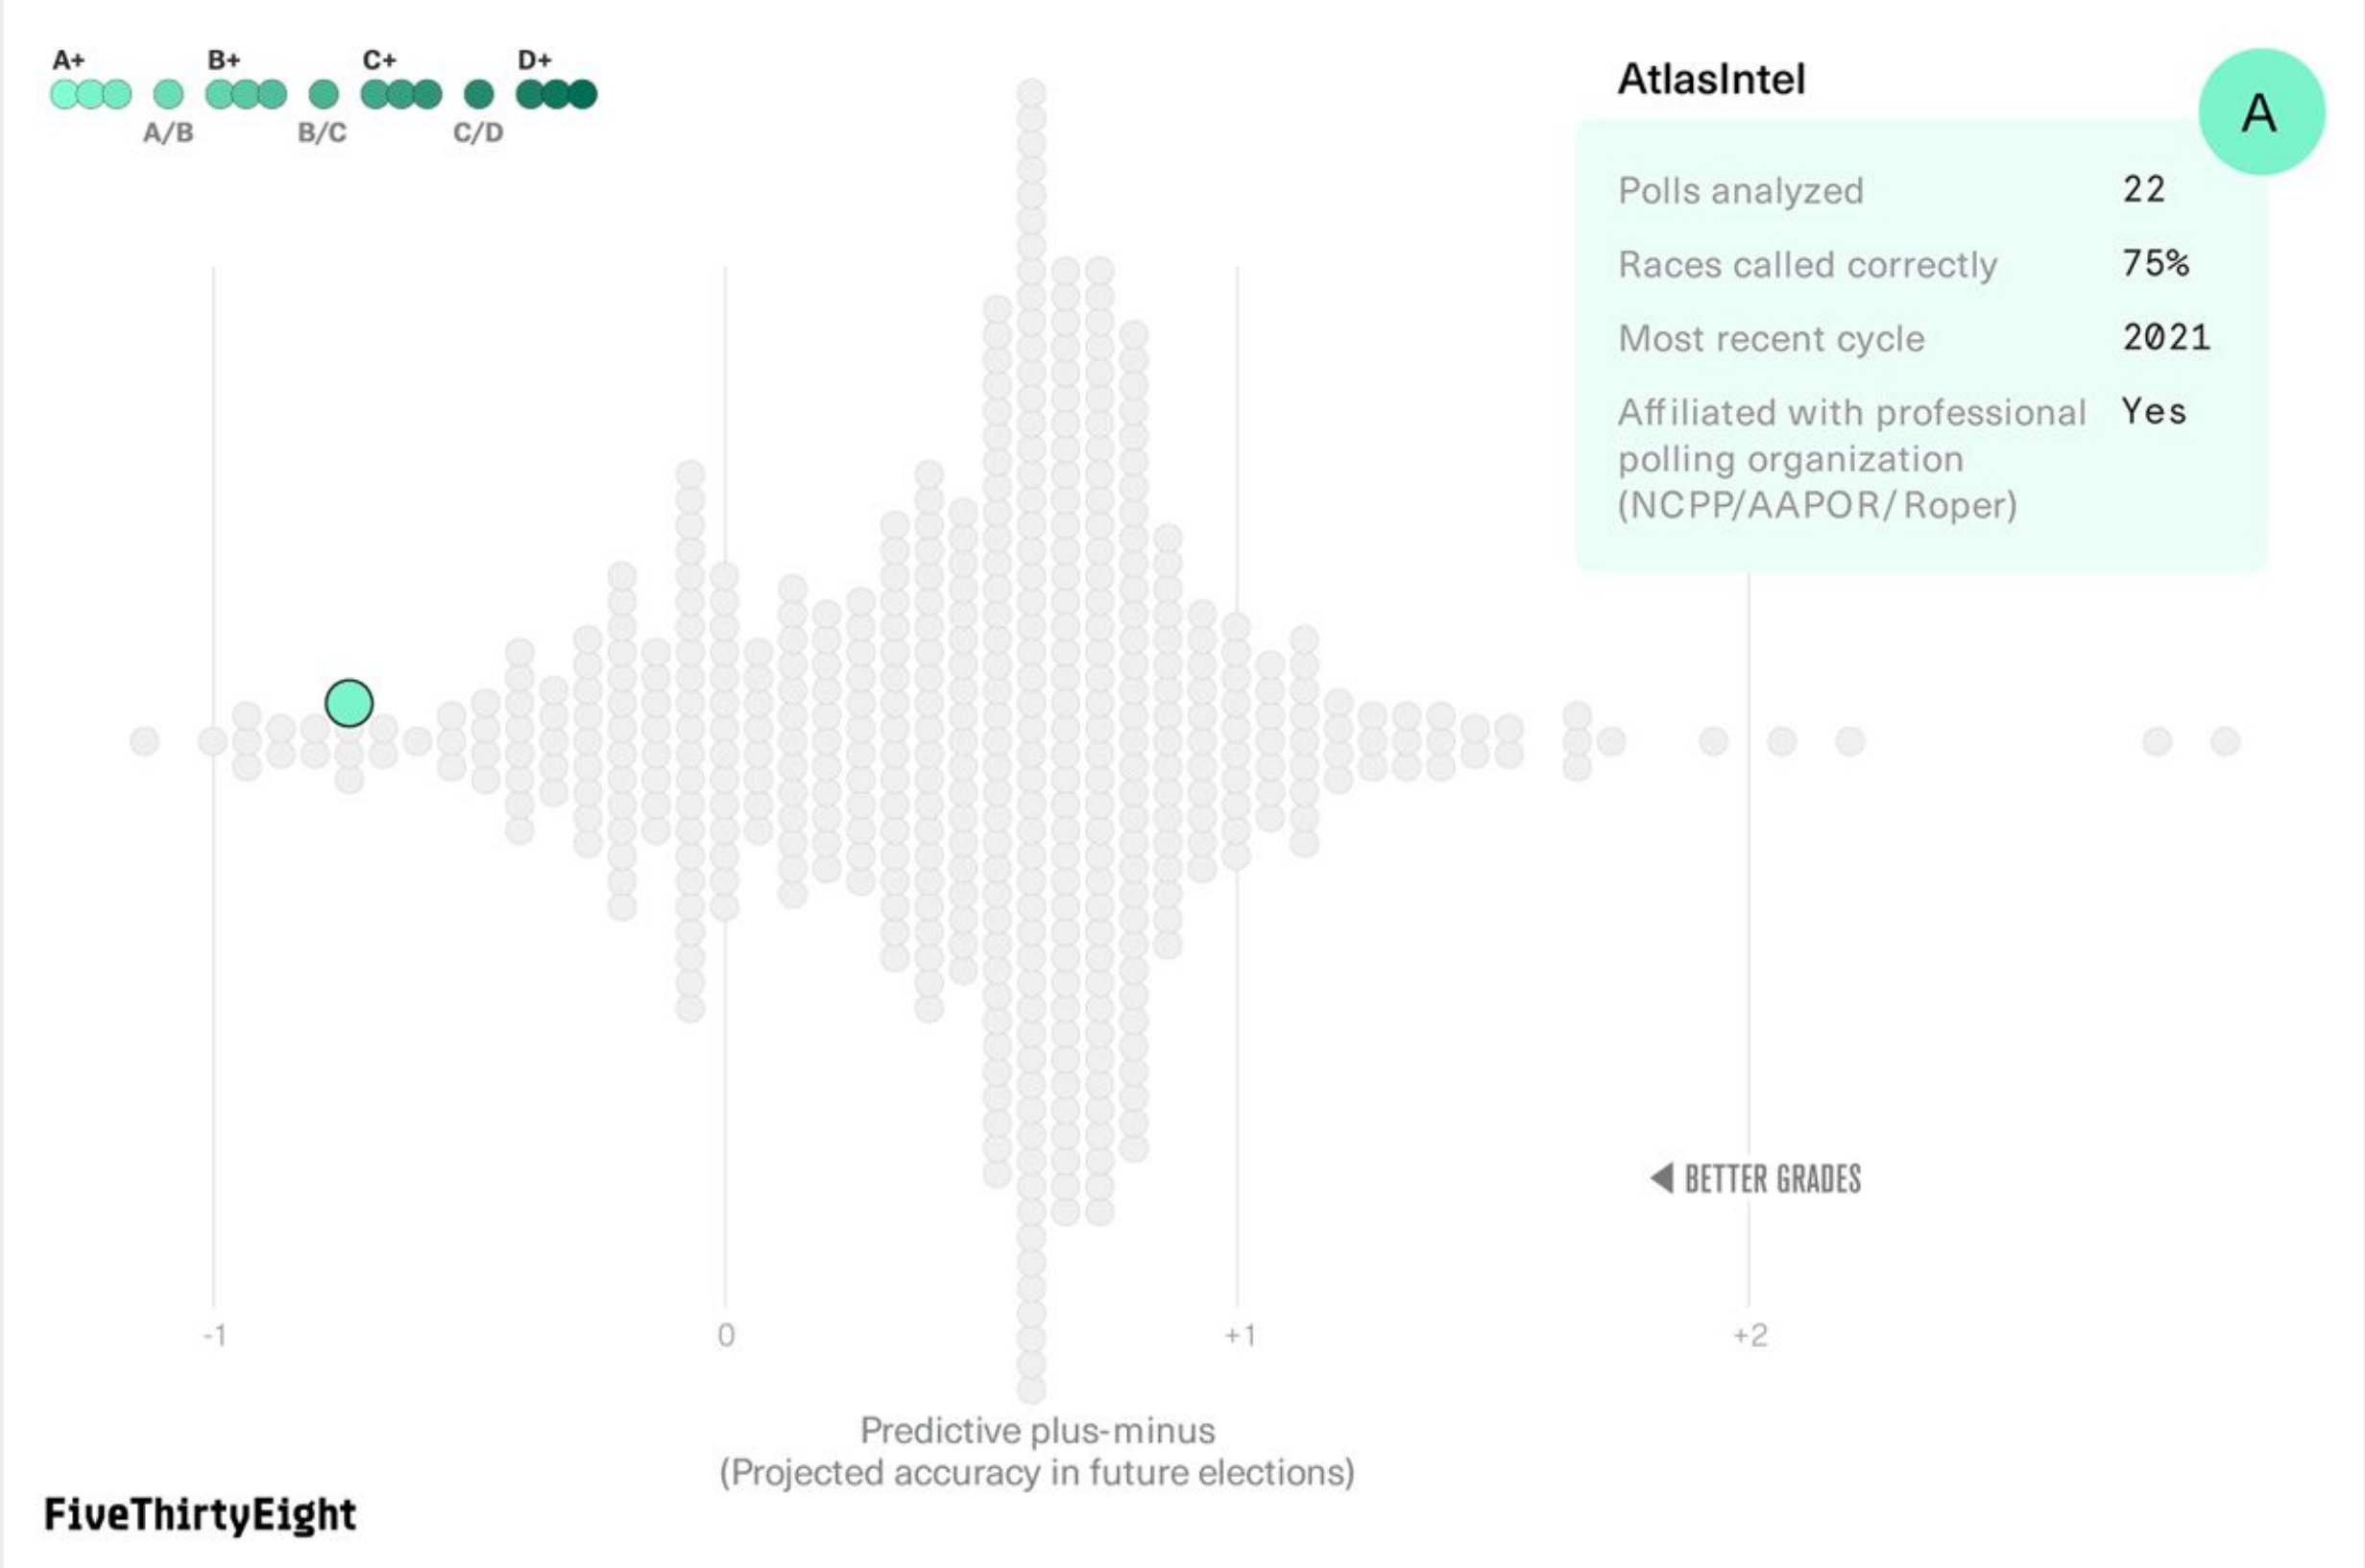 A+ B+ C+ D+
A/B B/C C/D
AtlasIntel
A
Polls analyzed 22
Races called correctly 75%
Most recent cycle 2021
Affiliated with professional Yes
polling organization
(NCPP/AAPOR/Roper)
BETTER GRADES
-1 0 +1 +2
Predictive plus-minus
(Projected accuracy in future elections)
FiveThirtyEight